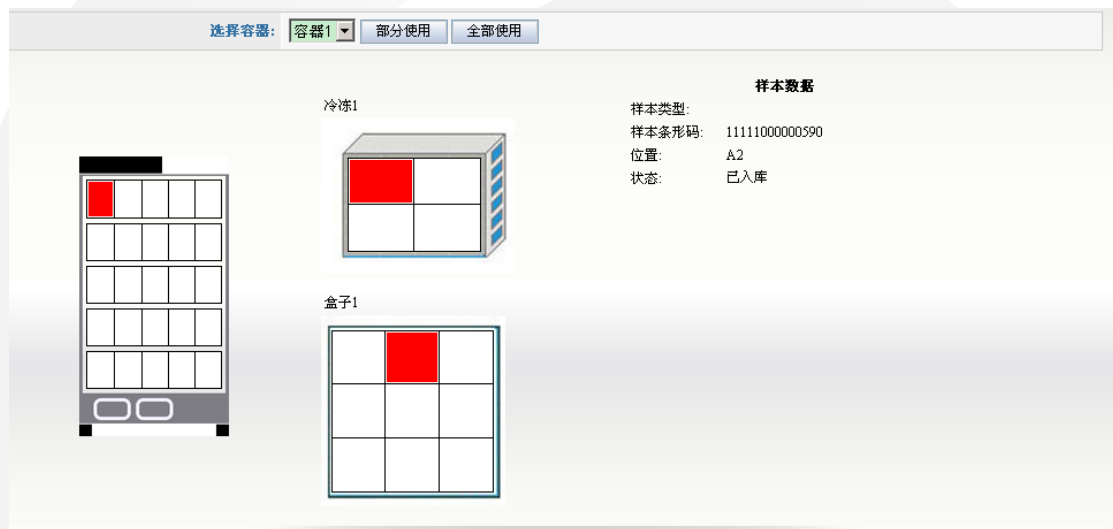 选择容器: 容器1 部分使用 全部使用
样本数据
冷冻1
样本类型:
样本条形码: 11111000000590
位置: A2
状态: 已入库
盒子1